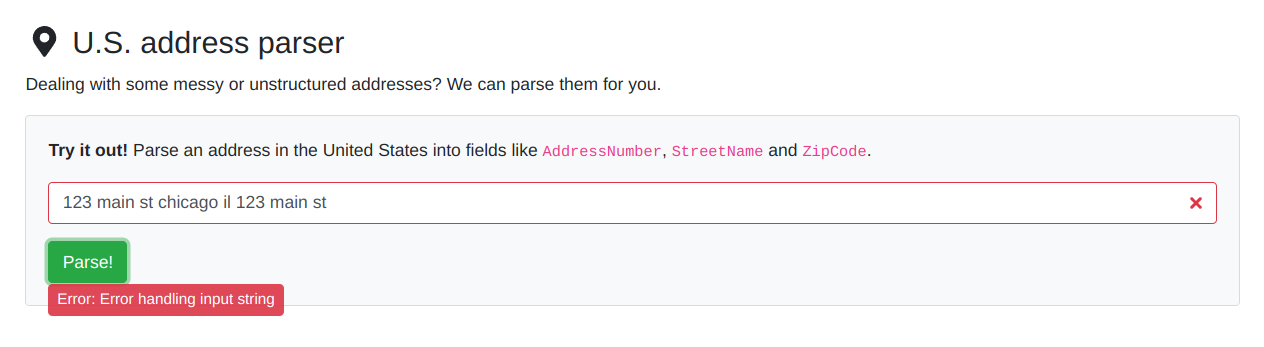 U.S. address parser
Dealing with some messy or unstructured addresses? We can parse them for you.
Try it out! Parse an address in the United States into fields like AddressNumber, StreetName and ZipCode.
123 main st chicago il 123 main st
Parse!
Error: Error handling input string